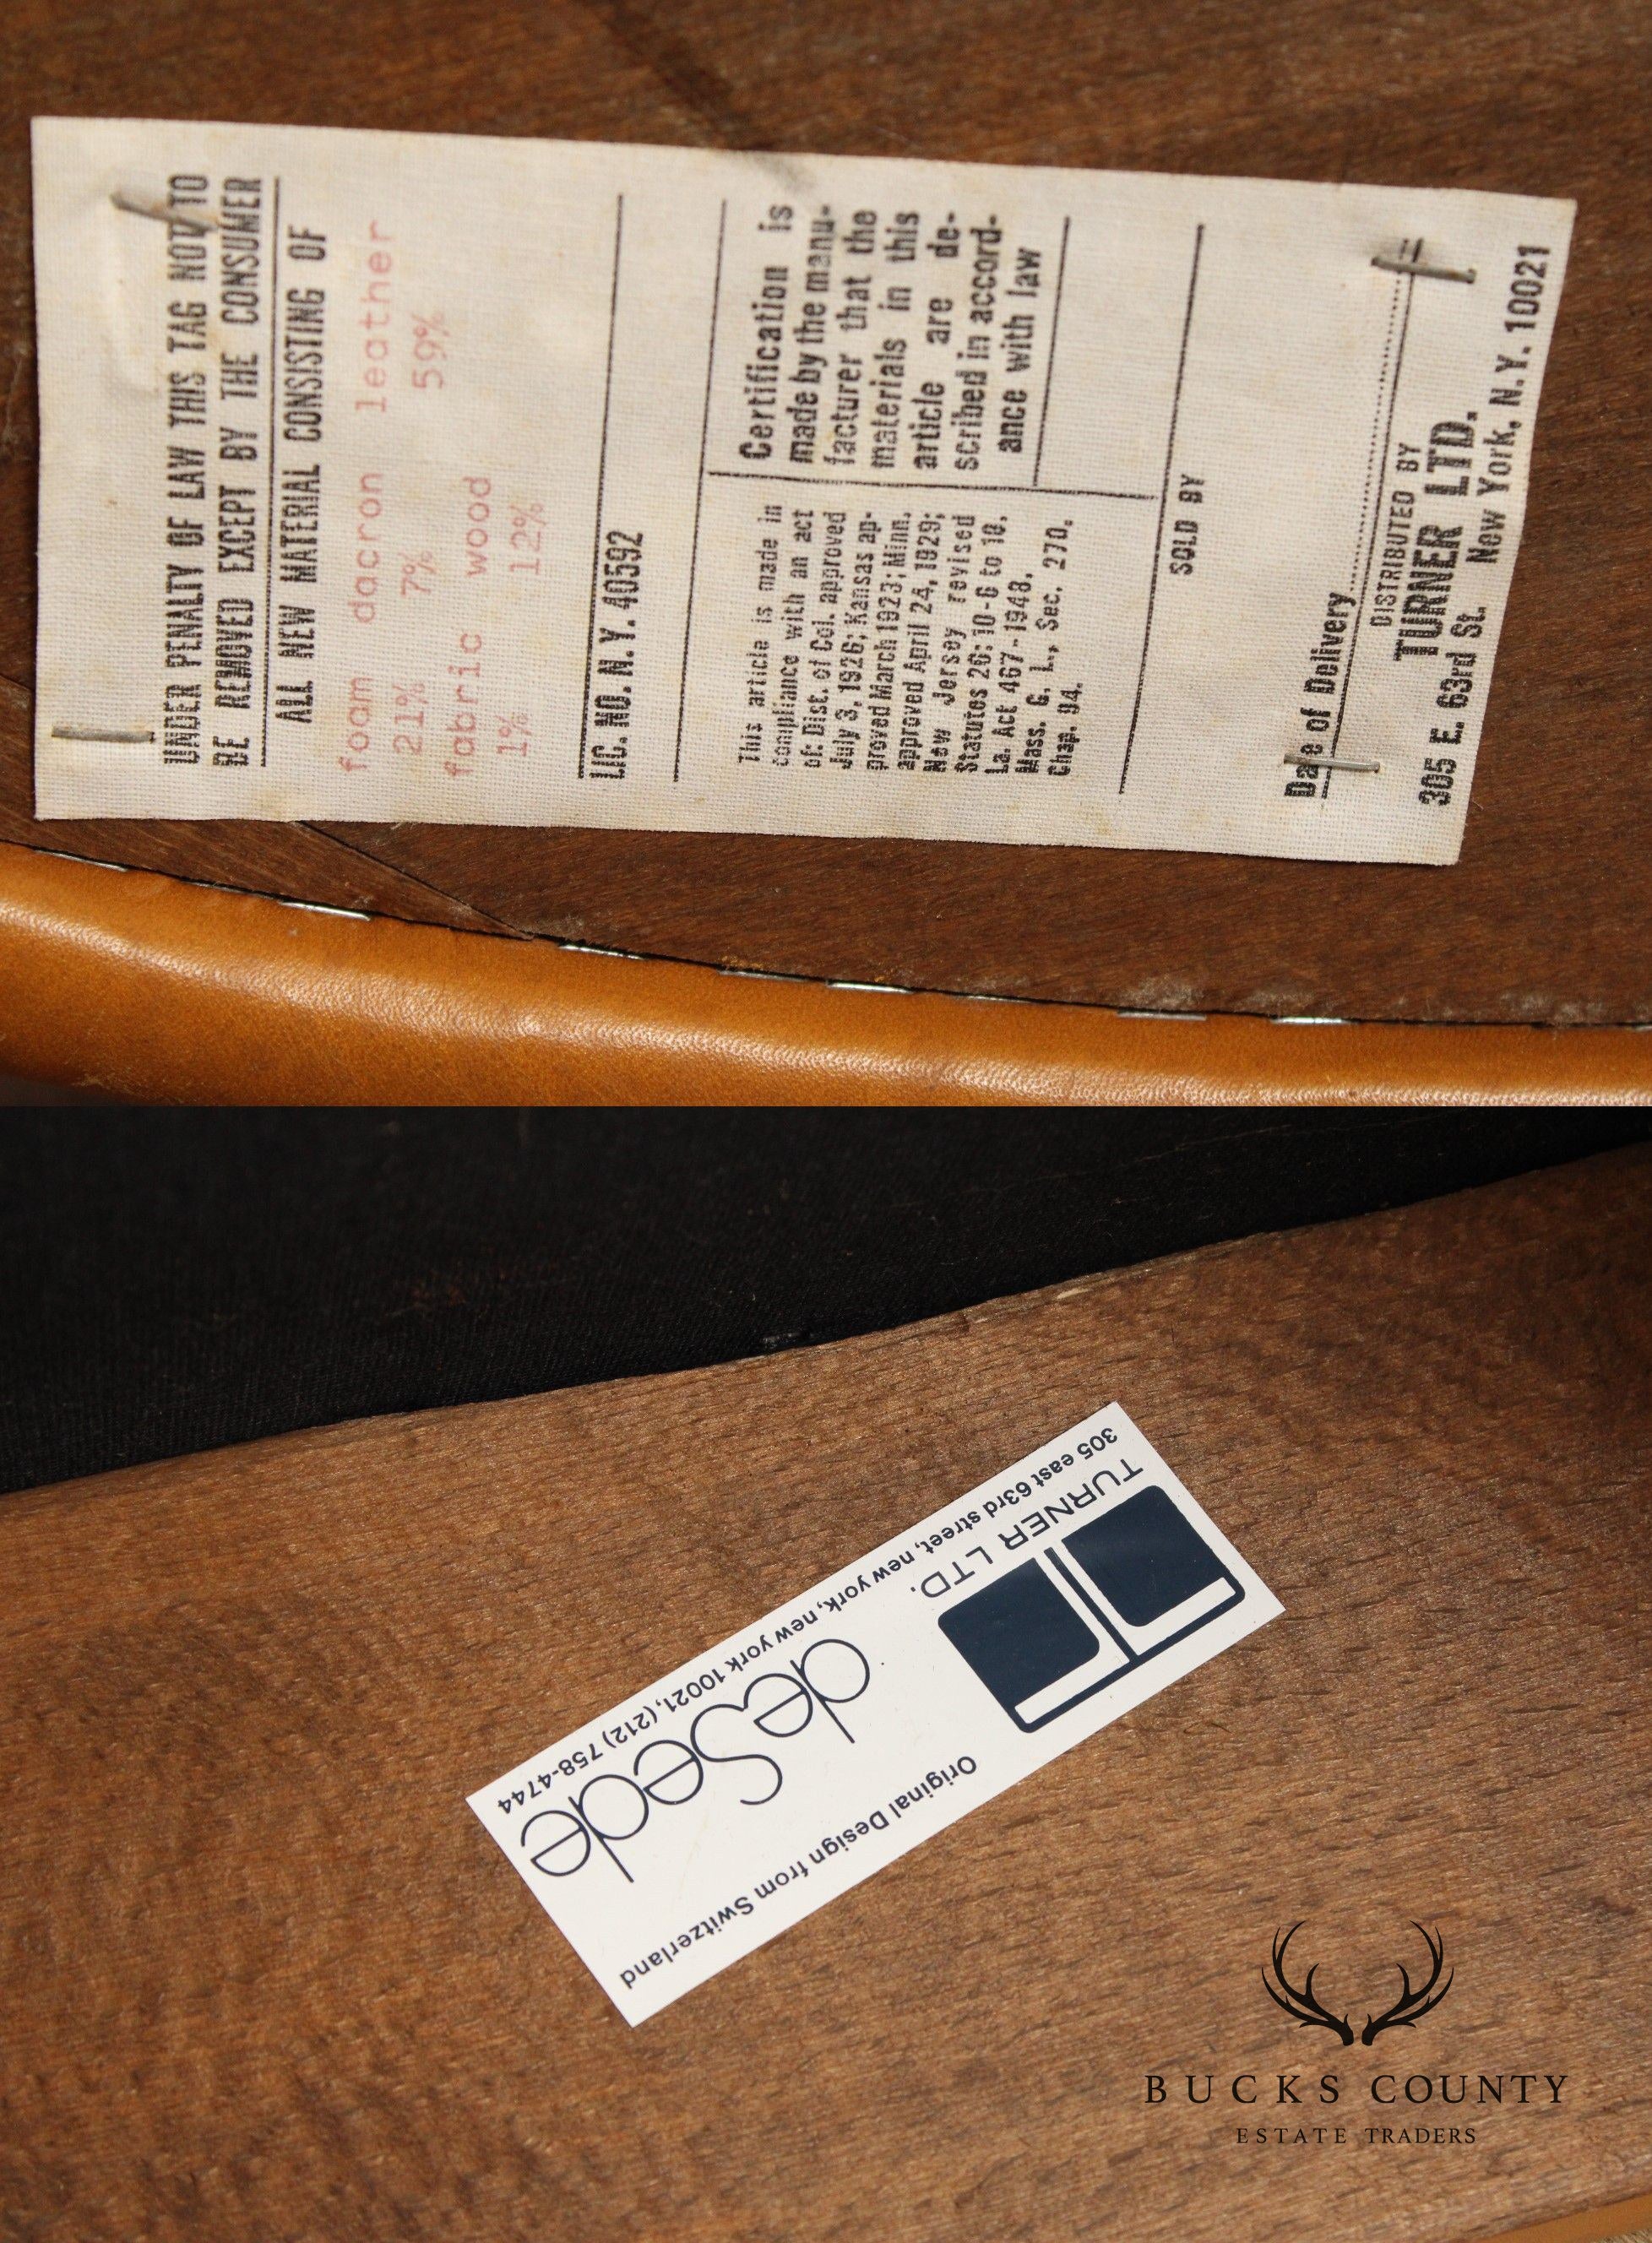 UNDER PENALTY OF LAW THIS TAG NOT TO
BE REMOVED EXCEPT BY THE CONSUMER
ALL NEW MATERIAL CONSISTING OF
foam dacron leather
21% 7% 59%
fabric wood
1% 12%
LIC. NO. N.Y. 40592
This article is made in
compliance with an act
of: Dist. of Col. approved
July 3, 1926; Kansas ap-
proved March 1923; Minn.
approved April 24, 1929;
New Jersey revised
Statutes 26: 10-6 to 18.
La. Act 467-1948.
Mass. G. L., Sec. 270,
Chap. 94.
Certification is
made by the manu-
facturer that the
materials in this
article are de-
scribed in accord-
ance with law
SOLD BY
Date of Delivery
DISTRIBUTED BY
TURNER LTD.
305 E. 63rd St. New York, N.Y. 10021
Original Design from Switzerland
deSede
TURNER LTD.
305 east 63rd street, new york, new york 10021, (212) 758-4744
BUCKS COUNTY
ESTATE TRADERS